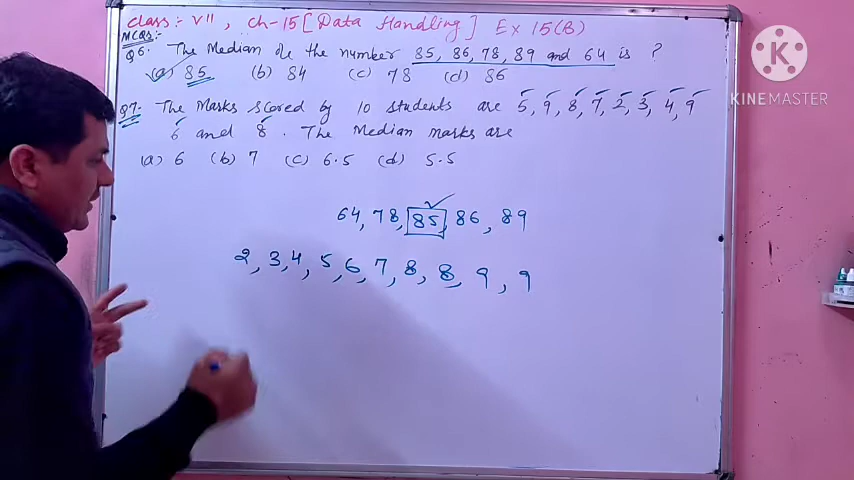 class:- VII, ch-15 [Data Handling] Ex 15(B)
MCQs:-
Q6. The Median of the number 85, 86, 78, 89 and 64 is ?
(a) 85 (b) 84 (c) 78 (d) 86
Q7- The Marks scored by 10 students are 5, 9, 8, 7, 2, 3, 4, 9
6 and 8. The Median marks are
(a) 6 (b) 7 (c) 6.5 (d) 5.5
64, 78, 85, 86, 89
2, 3, 4, 5, 6, 7, 8, 8, 9, 9
K
KINEMASTER